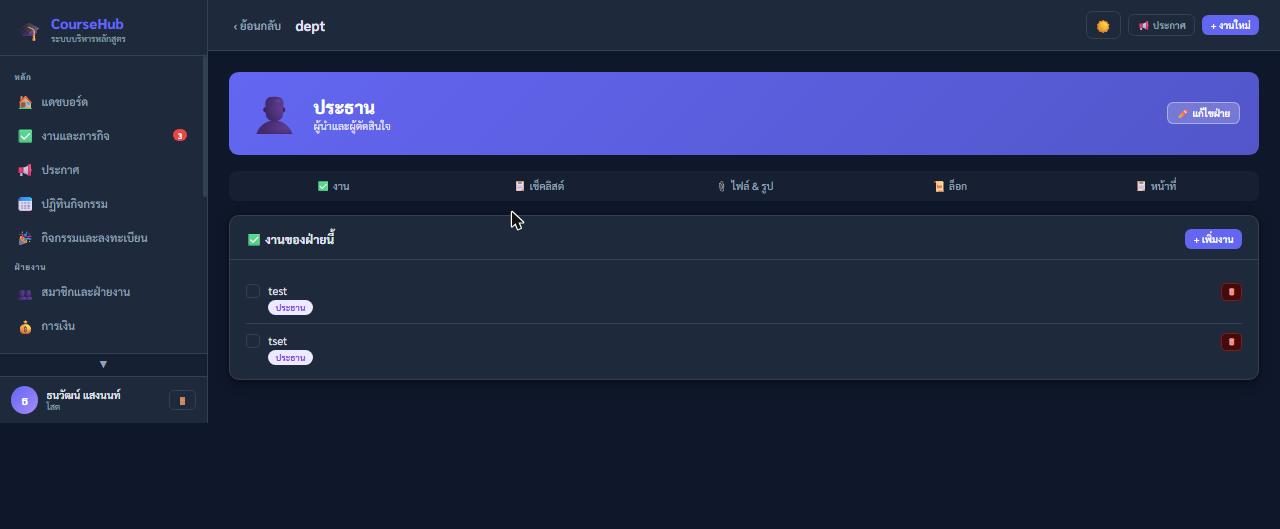 CourseHub
ระบบบริหารหลักสูตร
หลัก
แดชบอร์ด
งานและภารกิจ
3
ประกาศ
ปฏิทินกิจกรรม
กิจกรรมและลงทะเบียน
ฝ่ายงาน
สมาชิกและฝ่ายงาน
การเงิน
▼
ธ
ธนวัฒน์ แสงนนท์
โสต
‹ ย้อนกลับ
dept
ประกาศ
+ งานใหม่
ประธาน
ผู้นำและผู้ตัดสินใจ
แก้ไขฝ่าย
งาน
เช็คลิสต์
ไฟล์ & รูป
ล็อก
หน้าที่
งานของฝ่ายนี้
+ เพิ่มงาน
test
ประธาน
tset
ประธาน